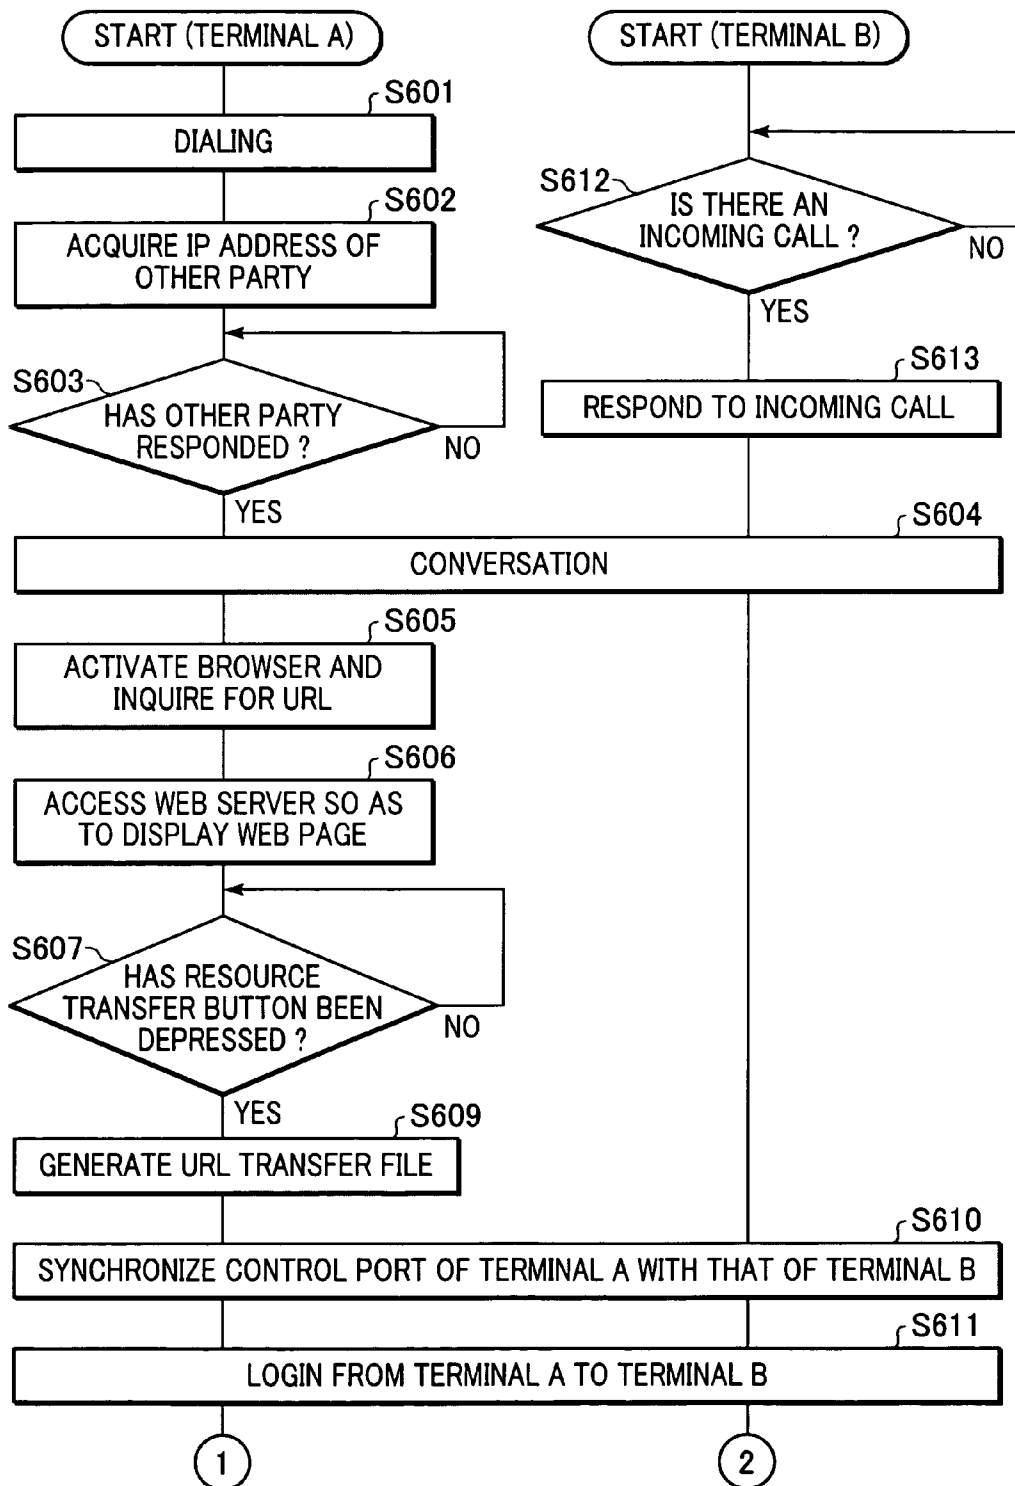 START (TERMINAL A)
START (TERMINAL B)
S601
DIALING
S602
ACQUIRE IP ADDRESS OF
OTHER PARTY
S612
IS THERE AN
INCOMING CALL ?
NO
YES
S603
HAS OTHER PARTY
RESPONDED ?
NO
YES
S613
RESPOND TO INCOMING CALL
S604
CONVERSATION
S605
ACTIVATE BROWSER AND
INQUIRE FOR URL
S606
ACCESS WEB SERVER SO AS
TO DISPLAY WEB PAGE
S607
HAS RESOURCE
TRANSFER BUTTON BEEN
DEPRESSED ?
NO
YES
S609
GENERATE URL TRANSFER FILE
S610
SYNCHRONIZE CONTROL PORT OF TERMINAL A WITH THAT OF TERMINAL B
S611
LOGIN FROM TERMINAL A TO TERMINAL B
1
2